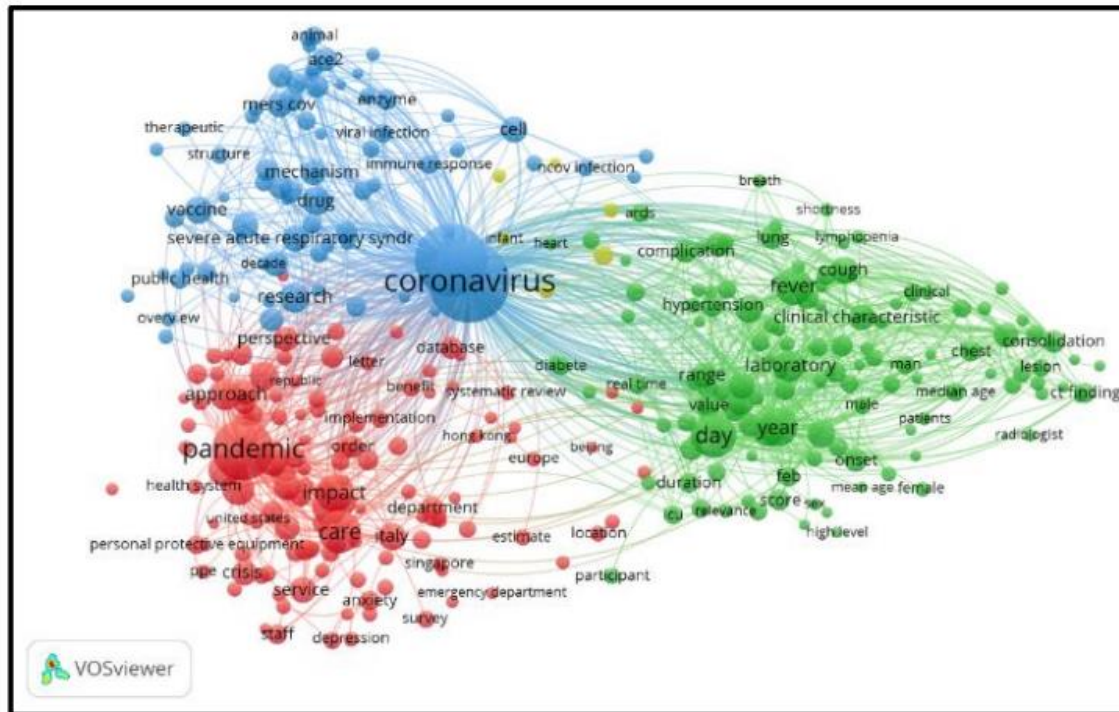 animal
ace2
mers cov
enzyme
therapeutic
viral infection
cell
structure
immune response
ncov infection
mechanism
breath
vaccine
drug
ards
shortness
severe acute respiratory syndr
infant
heart
complication
lung
lymphopenia
decade
public health
coronavirus
fever
cough
research
hypertension
clinical
overview
clinical characteristic
perspective
database
consolidation
letter
diabete
laboratory
man
chest
republic
range
lesion
approach
benefit
systematic review
real time
median age
ct finding
value
male
implementation
patients
pandemic
order
hong kong
day
year
radiologist
europe
beijing
onset
health system
impact
feb
duration
mean age
female
department
score
united states
icu
relevance
sex
care
italy
estimate
location
high level
personal protective equipment
singapore
ppe
crisis
participant
service
anxiety
emergency department
survey
staff
depression
VOSviewer